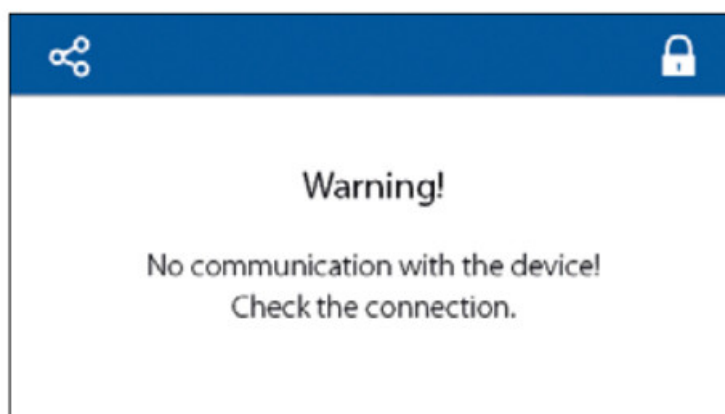 Warning!
No communication with the device!
Check the connection.